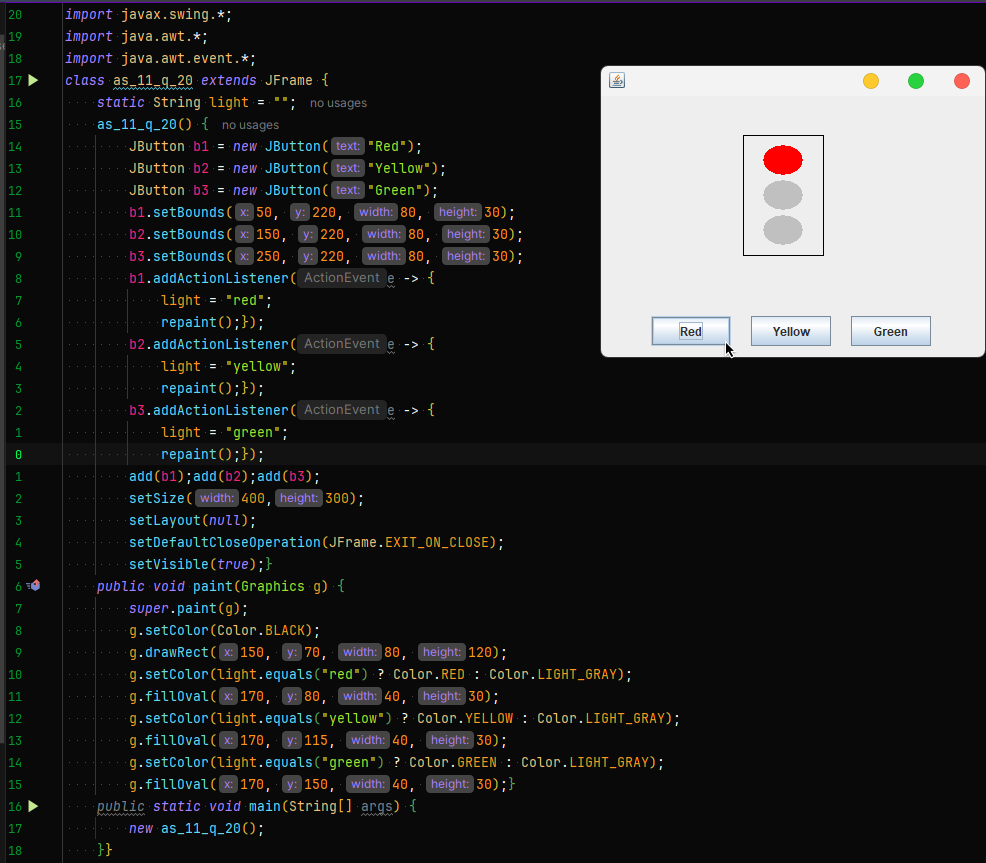 20 import javax.swing.*;
19 import java.awt.*;
18 import java.awt.event.*;
17 class as_11_q_20 extends JFrame {
16 static String light = ""; no usages
15 as_11_q_20() { no usages
14 JButton b1 = new JButton( text: "Red");
13 JButton b2 = new JButton( text: "Yellow");
12 JButton b3 = new JButton( text: "Green");
11 b1.setBounds( x: 50, y: 220, width: 80, height: 30);
10 b2.setBounds( x: 150, y: 220, width: 80, height: 30);
9 b3.setBounds( x: 250, y: 220, width: 80, height: 30);
8 b1.addActionListener( ActionEvent e -> {
7 light = "red";
6 repaint();});
5 b2.addActionListener( ActionEvent e -> {
4 light = "yellow";
3 repaint();});
2 b3.addActionListener( ActionEvent e -> {
1 light = "green";
0 repaint();});
1 add(b1);add(b2);add(b3);
2 setSize( width: 400, height: 300);
3 setLayout(null);
4 setDefaultCloseOperation(JFrame.EXIT_ON_CLOSE);
5 setVisible(true);}
6 public void paint(Graphics g) {
7 super.paint(g);
8 g.setColor(Color.BLACK);
9 g.drawRect( x: 150, y: 70, width: 80, height: 120);
10 g.setColor(light.equals("red") ? Color.RED : Color.LIGHT_GRAY);
11 g.fillOval( x: 170, y: 80, width: 40, height: 30);
12 g.setColor(light.equals("yellow") ? Color.YELLOW : Color.LIGHT_GRAY);
13 g.fillOval( x: 170, y: 115, width: 40, height: 30);
14 g.setColor(light.equals("green") ? Color.GREEN : Color.LIGHT_GRAY);
15 g.fillOval( x: 170, y: 150, width: 40, height: 30);}
16 public static void main(String[] args) {
17 new as_11_q_20();
18 }}
Red Yellow Green